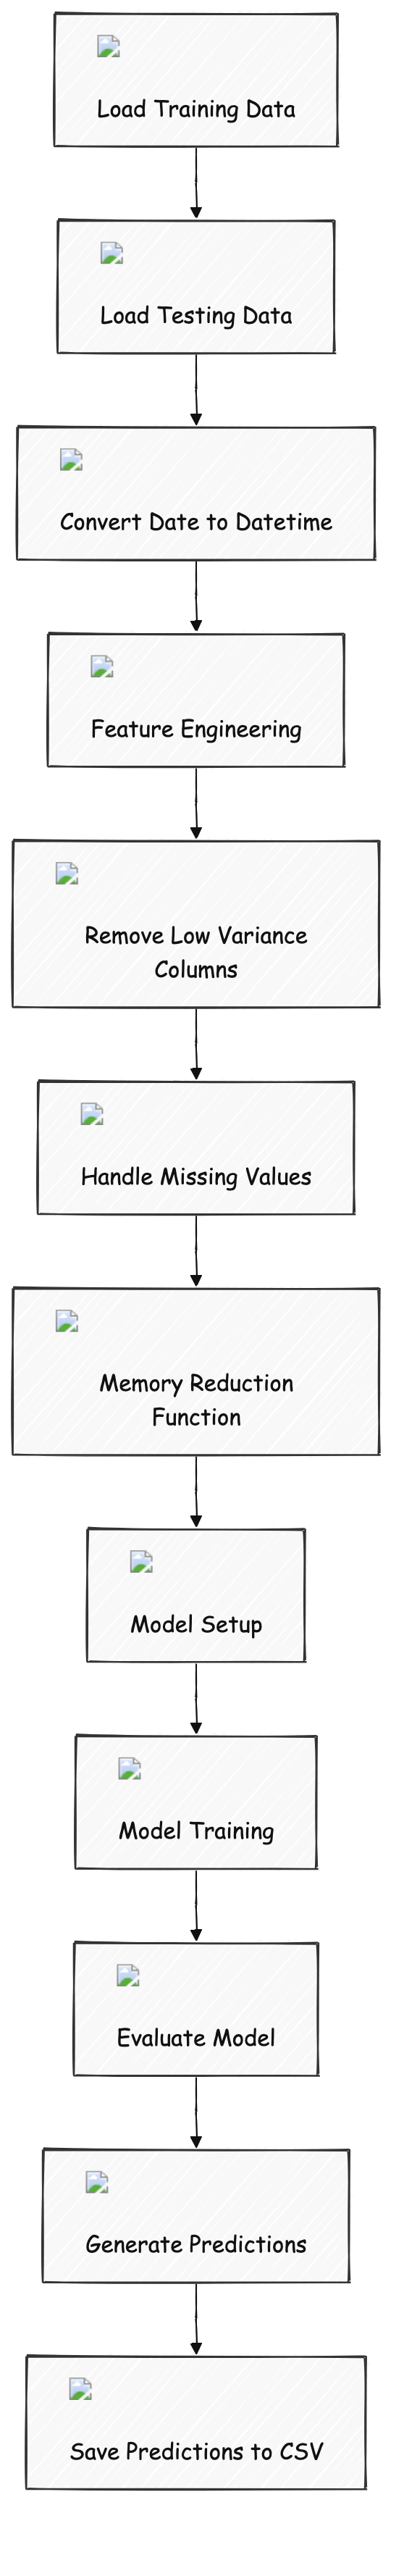 Load Training Data
Load Testing Data
Convert Date to Datetime
Feature Engineering
Remove Low Variance
Columns
Handle Missing Values
Memory Reduction
Function
Model Setup
Model Training
Evaluate Model
Generate Predictions
Save Predictions to CSV